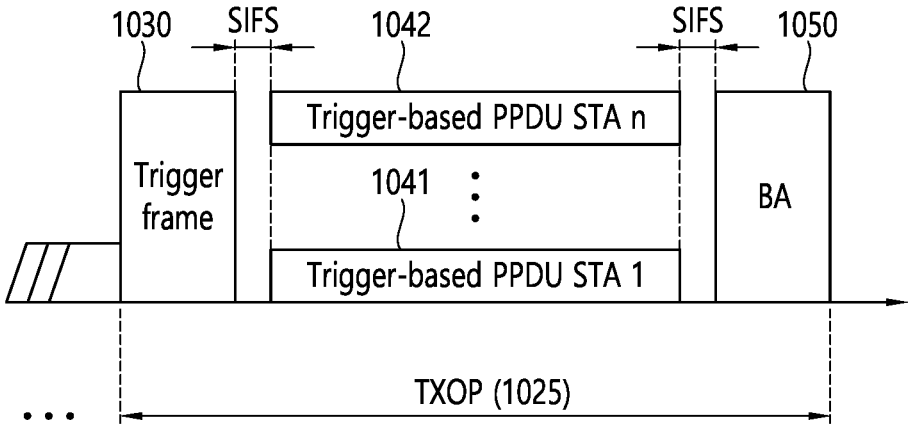 SIFS
SIFS
1030
1042
1050
Trigger-based PPDU STA n
Trigger
frame
1041
BA
Trigger-based PPDU STA 1
TXOP (1025)